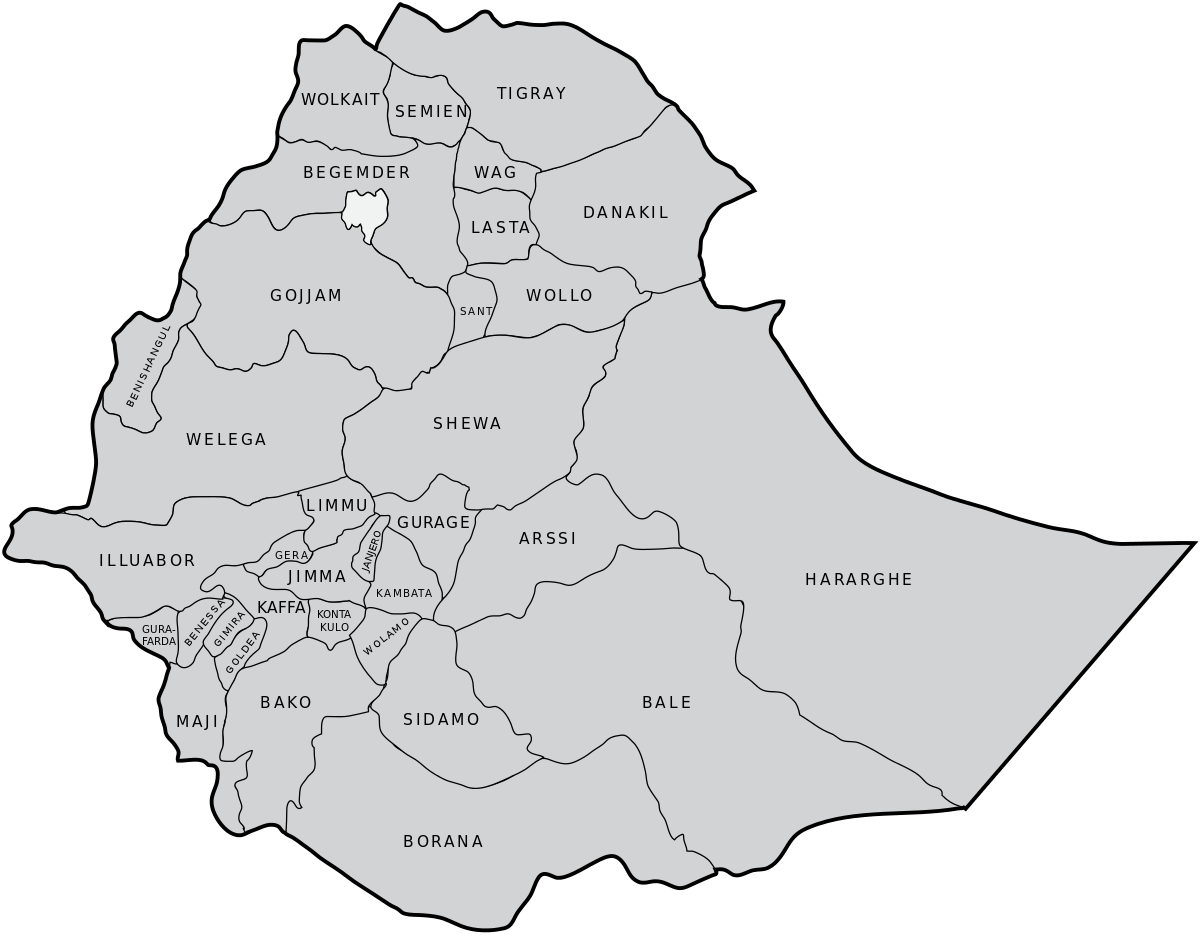 TIGRAY
WOLKAIT
SEMIEN
BEGEMDER
WAG
DANAKIL
LASTA
GOJJAM
WOLLO
SANT
BENISHANGUL
SHEWA
WELEGA
LIMMU
GURAGE
ARSSI
JANJERO
GERA
ILLUABOR
JIMMA
HARARGHE
KAMBATA
KAFFA
KONTA
KULO
BENESSA
GIMIRA
GURA-
FARDA
WOLAMO
GOLDEA
BAKO
BALE
MAJI
SIDAMO
BORANA